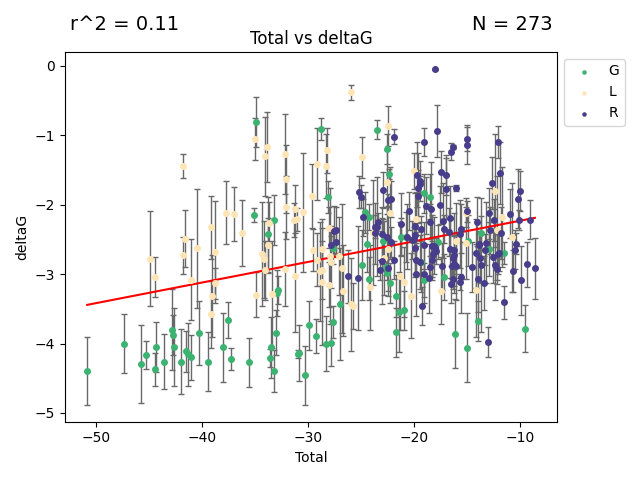 r^2 = 0.11
N = 273
Total vs deltaG
G
L
R
0
−1
−2
−3
−4
−5
deltaG
−50 −40 −30 −20 −10
Total